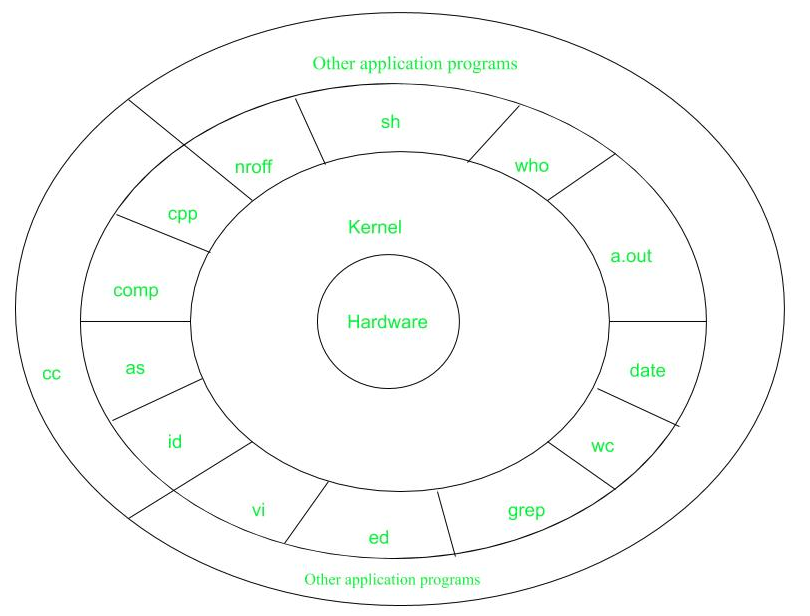 Other application programs
sh
nroff
who
cpp
Kernel
a.out
comp
Hardware
as
date
cc
id
wc
vi
grep
ed
Other application programs